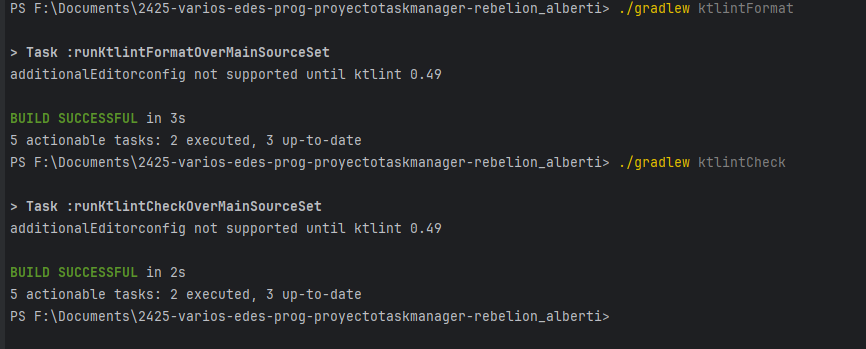 PS F:\Documents\2425-varios-edes-prog-proyectotaskmanager-rebelion_alberti> ./gradlew ktlintFormat
> Task :runKtlintFormatOverMainSourceSet
additionalEditorconfig not supported until ktlint 0.49
BUILD SUCCESSFUL in 3s
5 actionable tasks: 2 executed, 3 up-to-date
PS F:\Documents\2425-varios-edes-prog-proyectotaskmanager-rebelion_alberti> ./gradlew ktlintCheck
> Task :runKtlintCheckOverMainSourceSet
additionalEditorconfig not supported until ktlint 0.49
BUILD SUCCESSFUL in 2s
5 actionable tasks: 2 executed, 3 up-to-date
PS F:\Documents\2425-varios-edes-prog-proyectotaskmanager-rebelion_alberti>